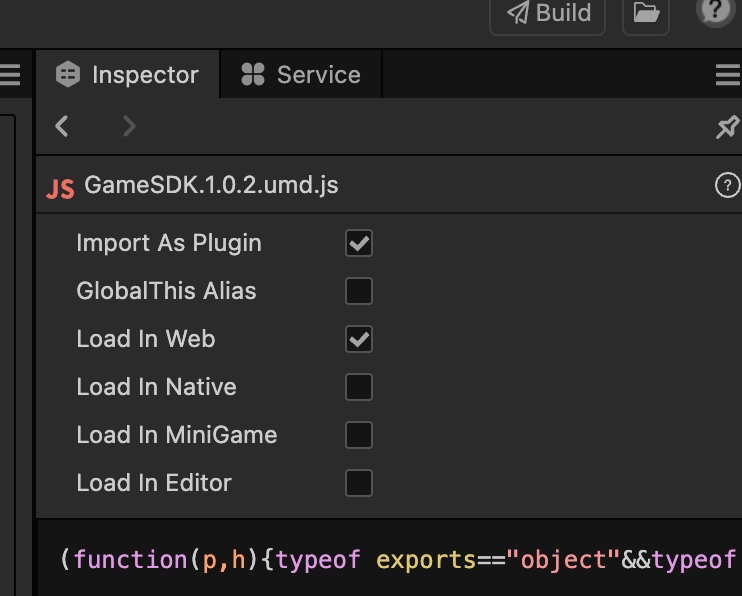 Build
?
Inspector
Service
JS GameSDK.1.0.2.umd.js
?
Import As Plugin
GlobalThis Alias
Load In Web
Load In Native
Load In MiniGame
Load In Editor
(function(p,h){typeof exports=="object"&&typeof